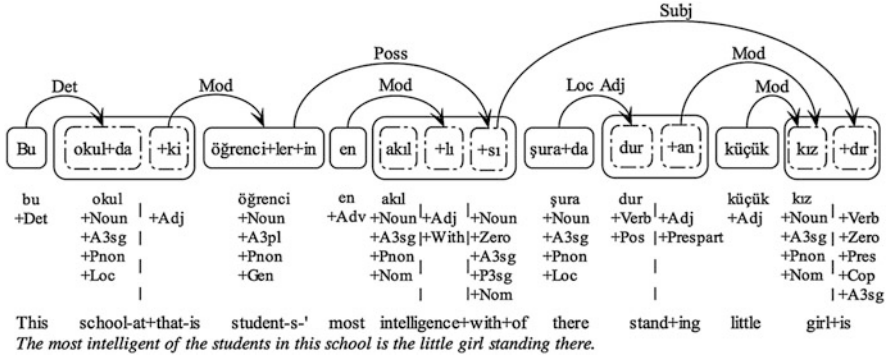 Subj
Poss Mod
Det Mod Mod Loc Adj Mod
Bu okul+da +ki öğrenci+ler+in en akıl +lı +sı şura+da dur +an küçük kız +dır
bu okul öğrenci en akıl şura dur küçük kız
+Det +Noun +Adj +Noun +Adv +Noun +Adj +Noun +Noun +Verb +Adj +Adj +Noun +Verb
+A3sg +A3pl +A3sg +With +Zero +A3sg +Pos +Prespart +A3sg +Zero
+Pnon +Pnon +Pnon +A3sg +Pnon +Pnon +Pres
+Loc +Gen +Nom +P3sg +Loc +Nom +Cop
+Nom +A3sg
This school-at+that-is student-s-' most intelligence+with+of there stand+ing little girl+is
The most intelligent of the students in this school is the little girl standing there.